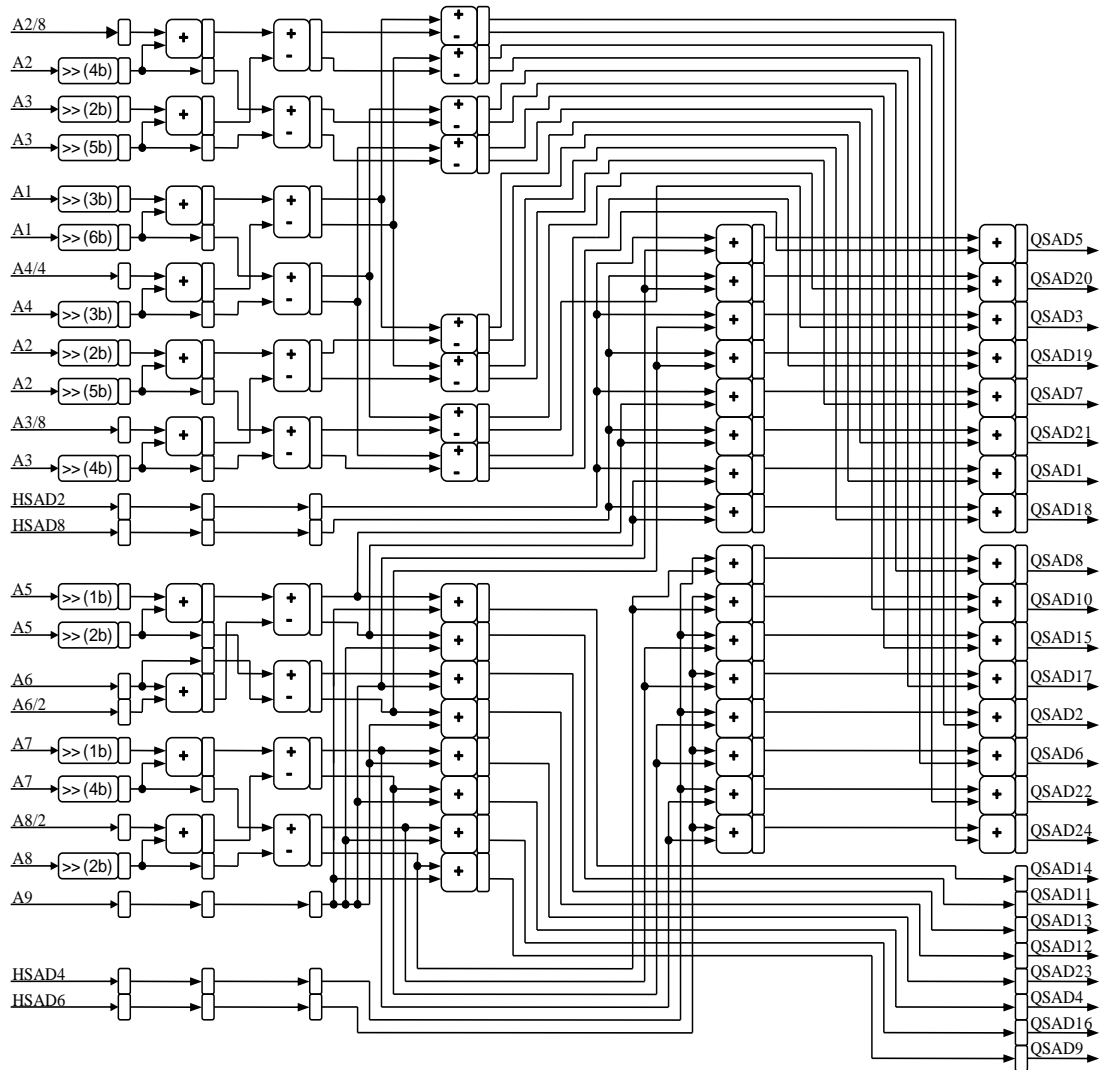 A2/8
+
+
-
+
-
A2
>>(4b)
+
-
A3
>>(2b)
+
+
-
+
-
A3
>>(5b)
+
-
A1
>>(3b)
+
+
-
A1
>>(6b)
+
QSAD5
+
A4/4
+
+
-
+
+
QSAD20
A4
>>(3b)
+
+
-
+
+
QSAD3
A2
>>(2b)
+
+
-
+
-
+
+
QSAD19
A2
>>(5b)
+
+
QSAD7
A3/8
+
+
-
+
-
+
+
QSAD21
A3
>>(4b)
+
-
+
+
QSAD1
HSAD2
+
+
QSAD18
HSAD8
+
+
QSAD8
A5
>>(1b)
+
+
-
+
+
+
QSAD10
A5
>>(2b)
+
+
+
QSAD15
A6
+
+
-
+
+
+
QSAD17
A6/2
+
+
+
QSAD2
A7
>>(1b)
+
+
-
+
+
+
QSAD6
A7
>>(4b)
+
+
+
QSAD22
A8/2
+
+
-
+
+
+
QSAD24
A8
>>(2b)
+
QSAD14
A9
QSAD11
QSAD13
QSAD12
HSAD4
QSAD23
HSAD6
QSAD4
QSAD16
QSAD9